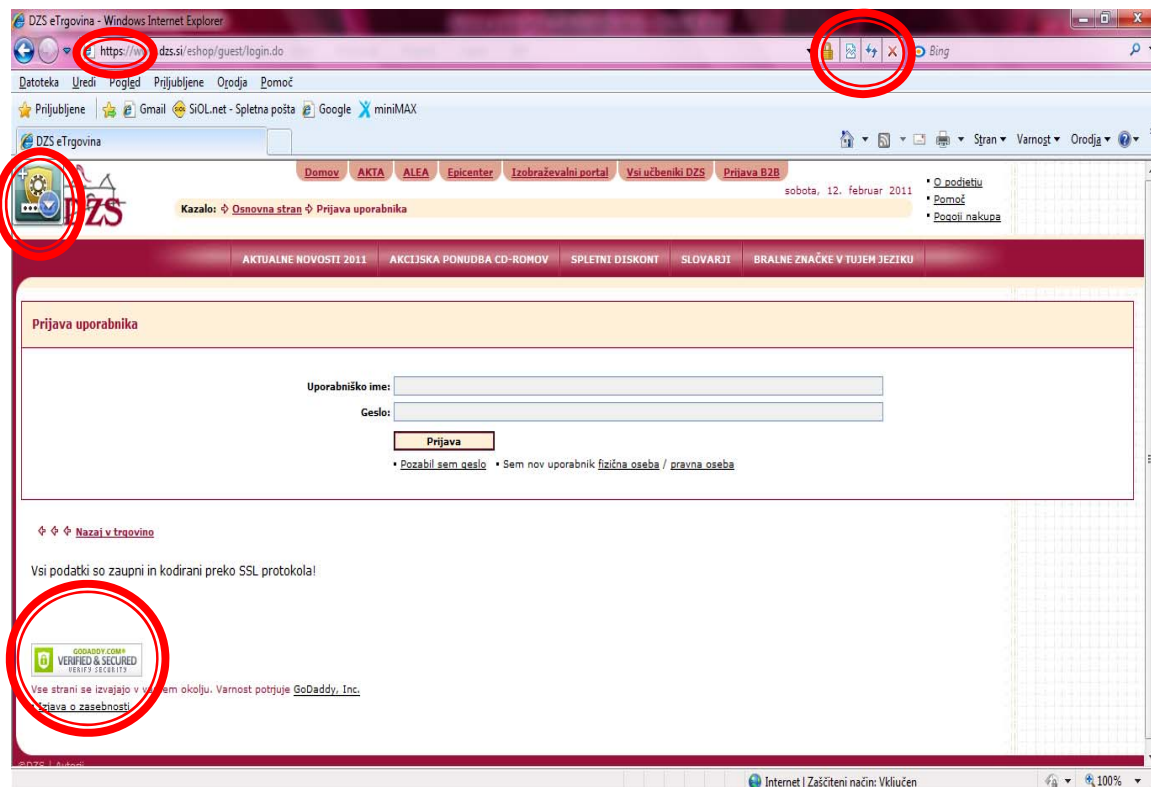 DZS eTrgovina - Windows Internet Explorer
https://www.dzs.si/eshop/guest/login.do
Bing
Datoteka Uredi Pogled Priljubljene Orodja Pomoč
Priljubljene Gmail SiOL.net - Spletna pošta Google miniMAX
DZS eTrgovina
Stran Varnost Orodja
Domov AKTA ALEA Epicenter Izobraževalni portal Vsi učbeniki DZS Prijava B2B
sobota, 12. februar 2011
O podjetju
Pomoč
Pogoji nakupa
DZS
Kazalo: Osnovna stran Prijava uporabnika
AKTUALNE NOVOSTI 2011 AKCIJSKA PONUDBA CD-ROMOV SPLETNI DISKONT SLOVARJI BRALNE ZNAČKE V TUJEM JEZIKU
Prijava uporabnika
Uporabniško ime:
Geslo:
Prijava
Pozabil sem geslo Sem nov uporabnik fizična oseba / pravna oseba
Nazaj v trgovino
Vsi podatki so zaupni in kodirani preko SSL protokola!
GODADDY.COM®
VERIFIED & SECURED
VERIFY SECURITY
Vse strani se izvajajo v varnem okolju. Varnost potrjuje GoDaddy, Inc.
Izjava o zasebnosti
©DZS | Avtorji
Internet | Zaščiteni način: Vključen
100%